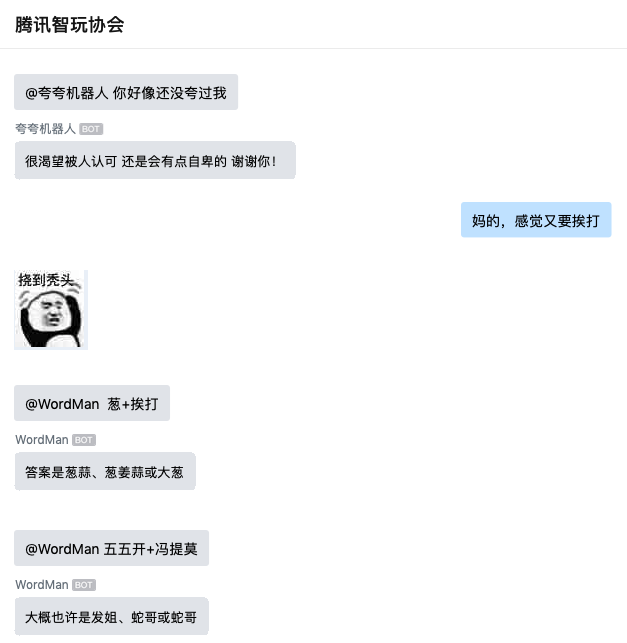 腾讯智玩协会
@夸夸机器人 你好像还没夸过我
夸夸机器人 BOT
很渴望被人认可 还是会有点自卑的 谢谢你！
妈的，感觉又要挨打
挠到秃头
@WordMan 葱+挨打
WordMan BOT
答案是葱蒜、葱姜蒜或大葱
@WordMan 五五开+冯提莫
WordMan BOT
大概也许是发姐、蛇哥或蛇哥